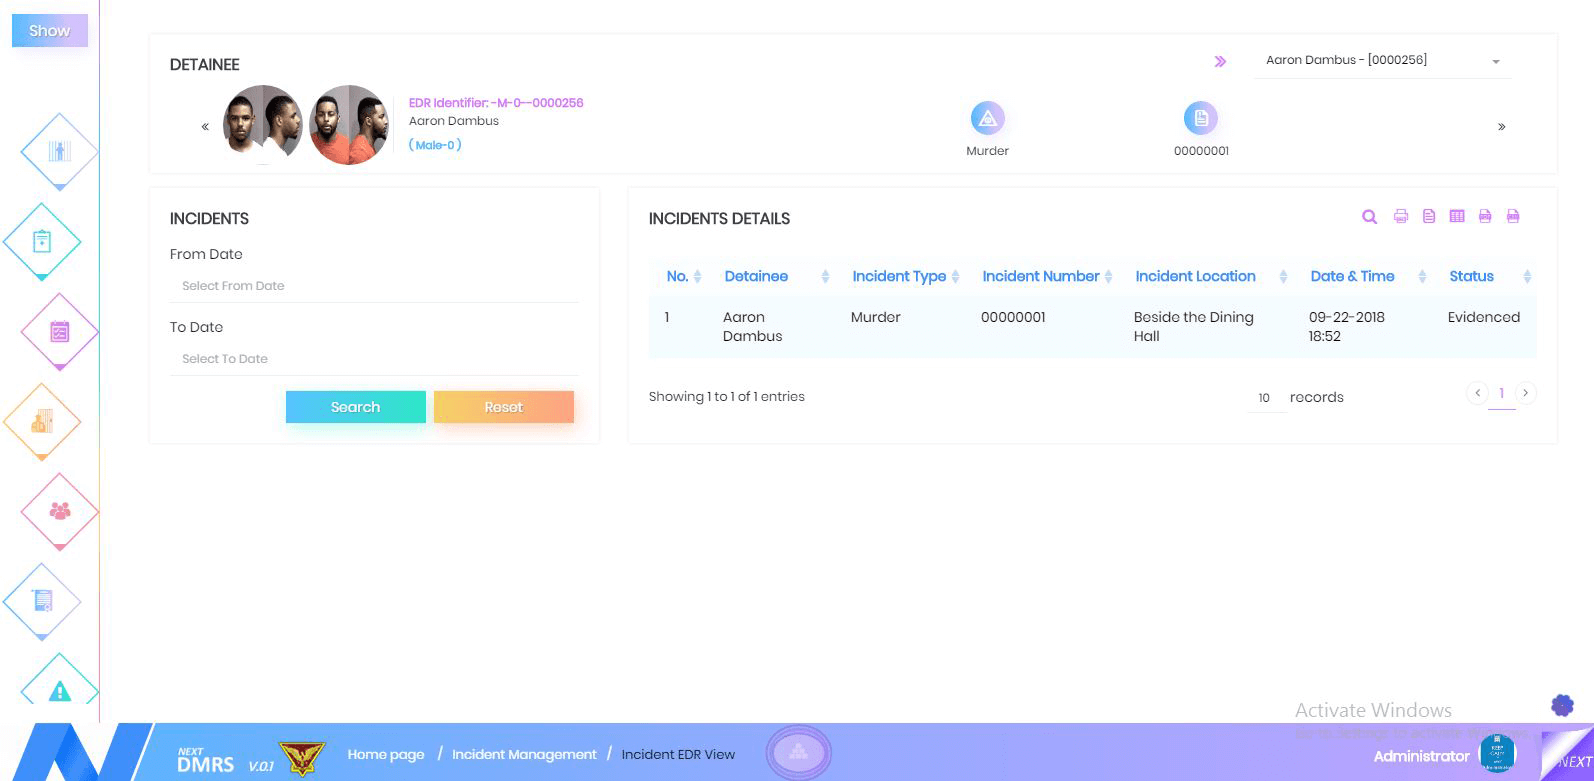 Show
DETAINEE
Aaron Dambus - [0000256]
EDR Identifier: -M-0--0000256
Aaron Dambus
( Male-0 )
Murder
00000001
INCIDENTS
From Date
Select From Date
To Date
Select To Date
Search Reset
INCIDENTS DETAILS
No. Detainee Incident Type Incident Number Incident Location Date & Time Status
1 Aaron Dambus Murder 00000001 Beside the Dining Hall 09-22-2018 18:52 Evidenced
Showing 1 to 1 of 1 entries 10 records 1
Activate Windows
NEXT
DMRS V.0.1
Home page / Incident Management / Incident EDR View
Administrator
KEEP
CALM
NEXT